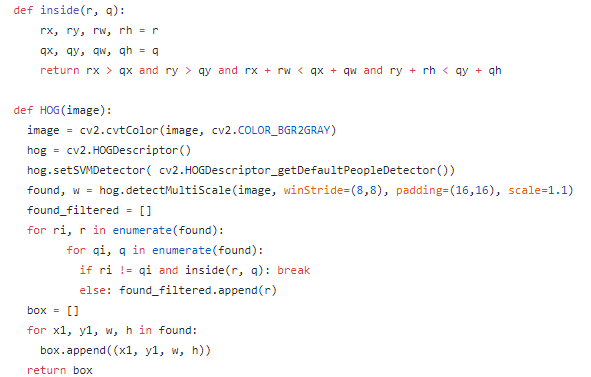 def inside(r, q):
    rx, ry, rw, rh = r
    qx, qy, qw, qh = q
    return rx > qx and ry > qy and rx + rw < qx + qw and ry + rh < qy + qh

def HOG(image):
  image = cv2.cvtColor(image, cv2.COLOR_BGR2GRAY)
  hog = cv2.HOGDescriptor()
  hog.setSVMDetector( cv2.HOGDescriptor_getDefaultPeopleDetector())
  found, w = hog.detectMultiScale(image, winStride=(8,8), padding=(16,16), scale=1.1)
  found_filtered = []
  for ri, r in enumerate(found):
        for qi, q in enumerate(found):
          if ri != qi and inside(r, q): break
          else: found_filtered.append(r)
  box = []
  for x1, y1, w, h in found:
    box.append((x1, y1, w, h))
  return box